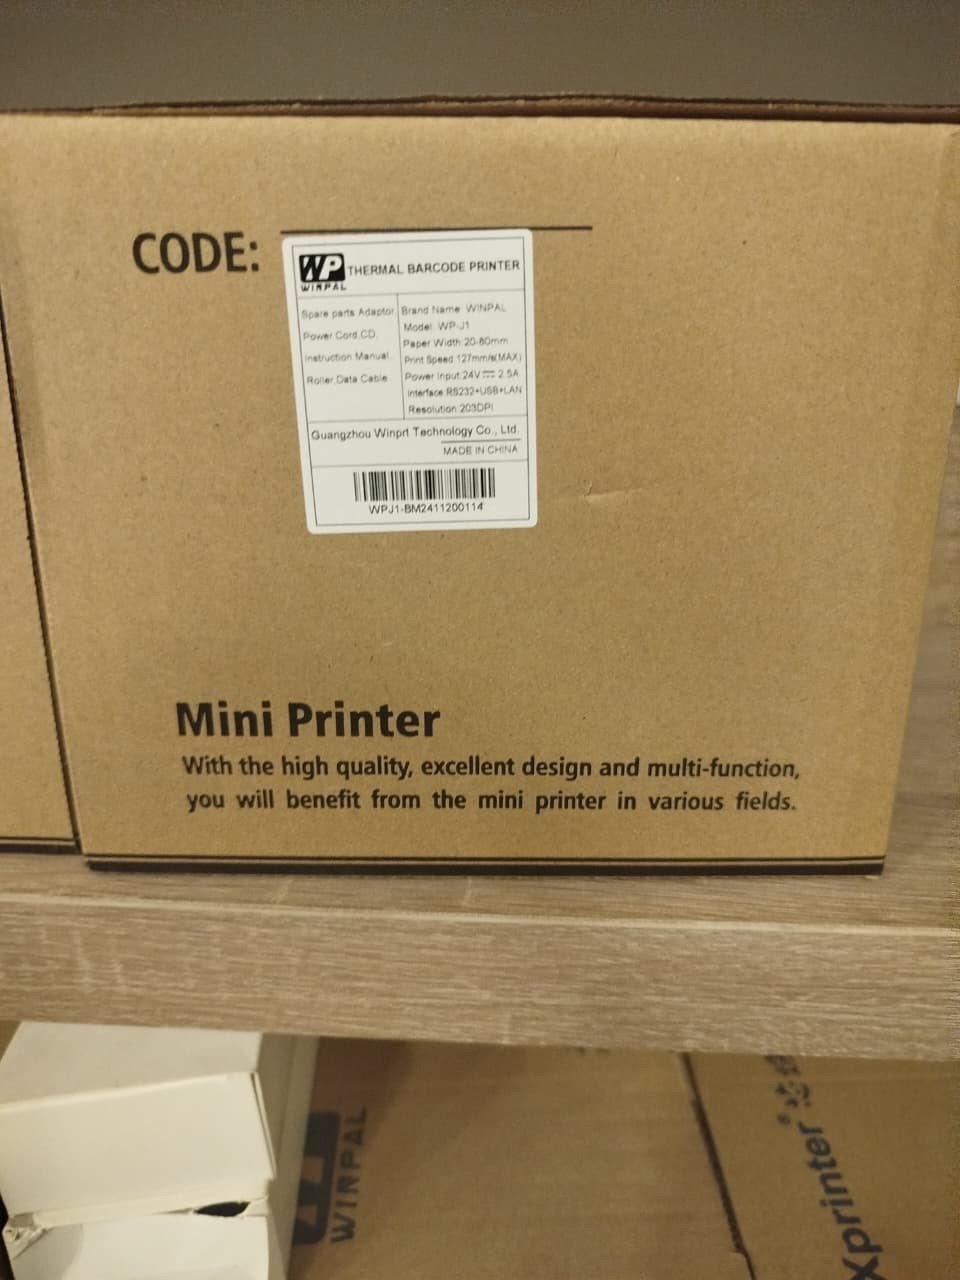 CODE:
WP
WINPAL
THERMAL BARCODE PRINTER
Spare parts Adaptor
Power Cord,CD,
Instruction Manual,
Roller,Data Cable
Brand Name: WINPAL
Model: WP-J1
Paper Width:20-80mm
Print Speed:127mm/s(MAX)
Power Input:24V⎓2.5A
Interface:RS232+USB+LAN
Resolution:203DPI
Guangzhou Winprt Technology Co., Ltd.
MADE IN CHINA
WPJ1-BM2411200114
Mini Printer
With the high quality, excellent design and multi-function,
you will benefit from the mini printer in various fields.
WINPAL
Xprinter